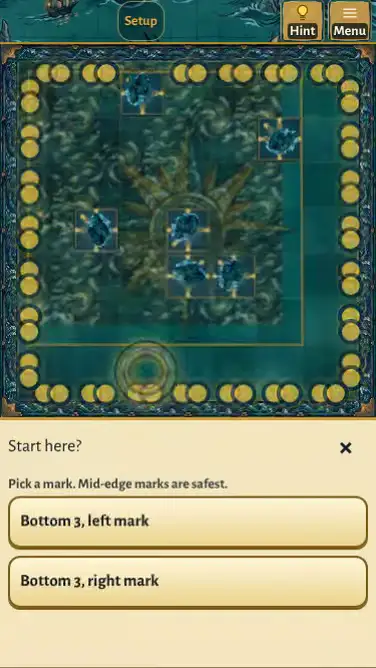 Setup
Hint
Menu
Start here?
×
Pick a mark. Mid-edge marks are safest.
Bottom 3, left mark
Bottom 3, right mark